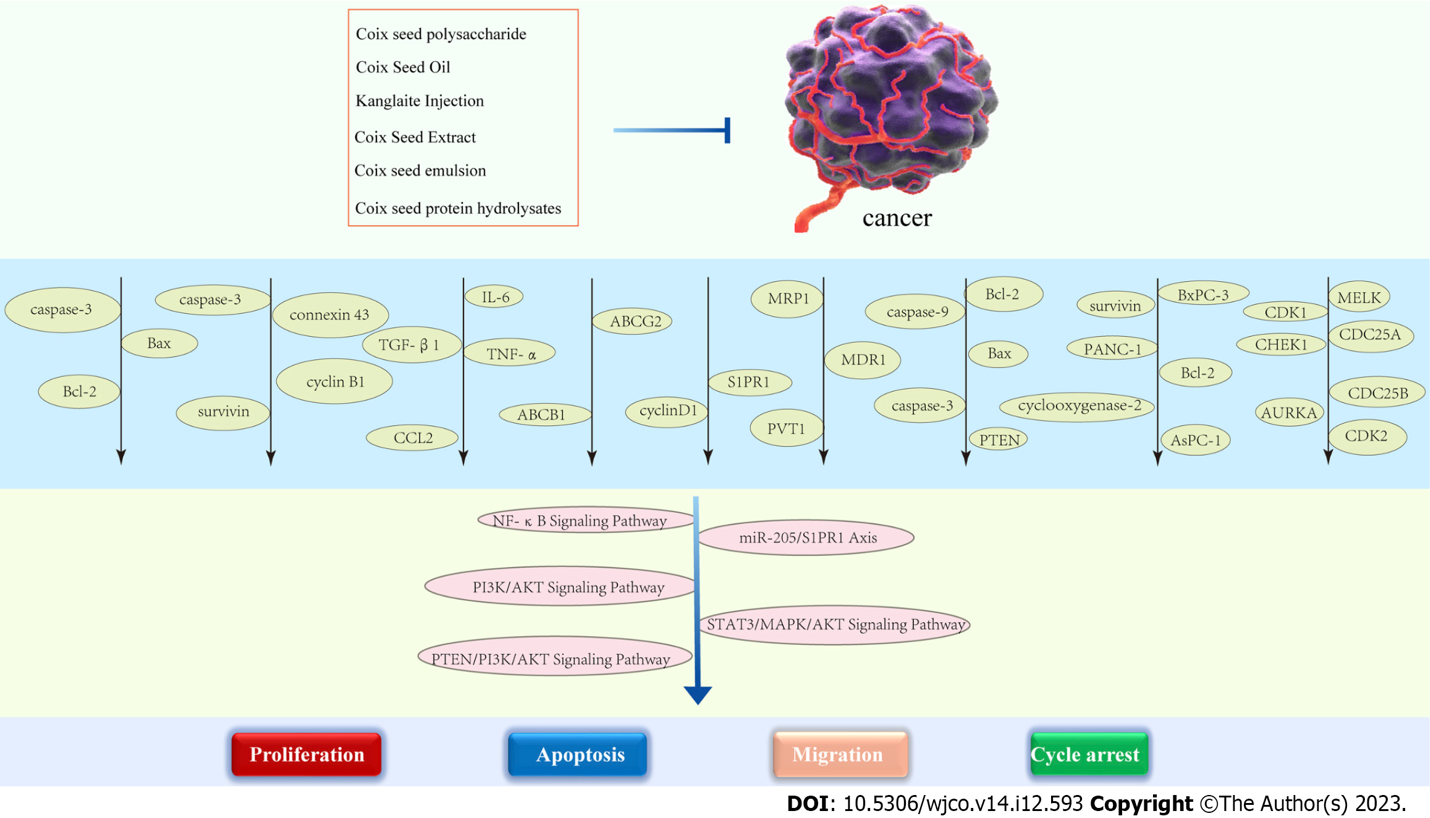 Coix seed polysaccharide
Coix Seed Oil
Kanglaite Injection
Coix Seed Extract
Coix seed emulsion
Coix seed protein hydrolysates
cancer
caspase-3
Bax
Bcl-2
caspase-3
connexin 43
cyclin B1
survivin
IL-6
TGF- β 1
TNF- α
CCL2
ABCG2
ABCB1
S1PR1
cyclinD1
MRP1
MDR1
PVT1
Bcl-2
caspase-9
Bax
caspase-3
PTEN
BxPC-3
survivin
PANC-1
Bcl-2
cyclooxygenase-2
AsPC-1
MELK
CDK1
CDC25A
CHEK1
CDC25B
AURKA
CDK2
NF- κ B Signaling Pathway
miR-205/S1PR1 Axis
PI3K/AKT Signaling Pathway
STAT3/MAPK/AKT Signaling Pathway
PTEN/PI3K/AKT Signaling Pathway
Proliferation
Apoptosis
Migration
Cycle arrest
DOI: 10.5306/wjco.v14.i12.593 Copyright ©The Author(s) 2023.